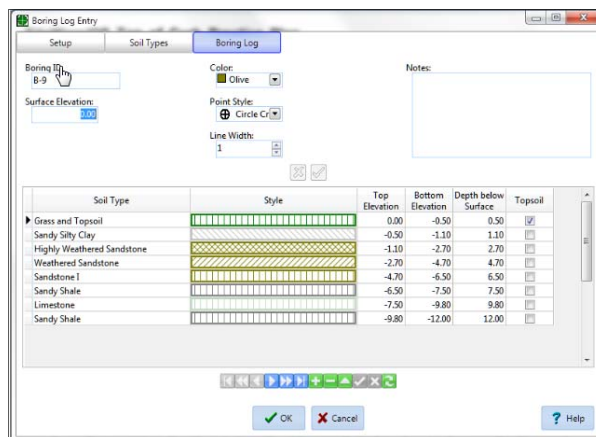 Boring Log Entry
Setup Soil Types Boring Log
Boring ID: Color: Notes:
B-9 Olive
Surface Elevation: Point Style:
0.00 Circle Cr
Line Width:
1
Soil Type Style Top Elevation Bottom Elevation Depth below Surface Topsoil
Grass and Topsoil 0.00 -0.50 0.50
Sandy Silty Clay -0.50 -1.10 1.10
Highly Weathered Sandstone -1.10 -2.70 2.70
Weathered Sandstone -2.70 -4.70 4.70
Sandstone I -4.70 -6.50 6.50
Sandy Shale -6.50 -7.50 7.50
Limestone -7.50 -9.80 9.80
Sandy Shale -9.80 -12.00 12.00
OK Cancel ? Help